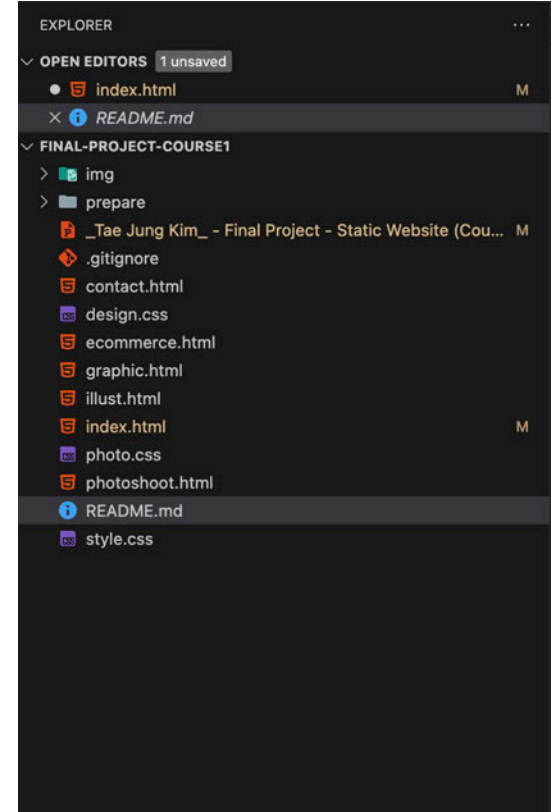 EXPLORER ...
OPEN EDITORS 1 unsaved
index.html M
README.md
FINAL-PROJECT-COURSE1
img
prepare
_Tae Jung Kim_ - Final Project - Static Website (Cou... M
.gitignore
contact.html
design.css
ecommerce.html
graphic.html
illust.html
index.html M
photo.css
photoshoot.html
README.md
style.css